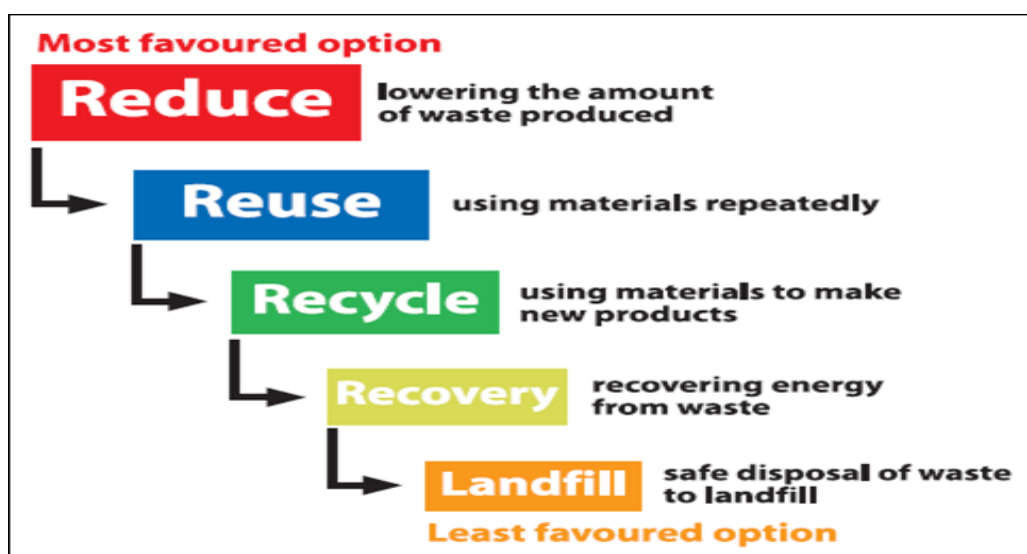 Most favoured option
Reduce
lowering the amount
of waste produced
Reuse
using materials repeatedly
Recycle
using materials to make
new products
Recovery
recovering energy
from waste
Landfill
safe disposal of waste
to landfill
Least favoured option